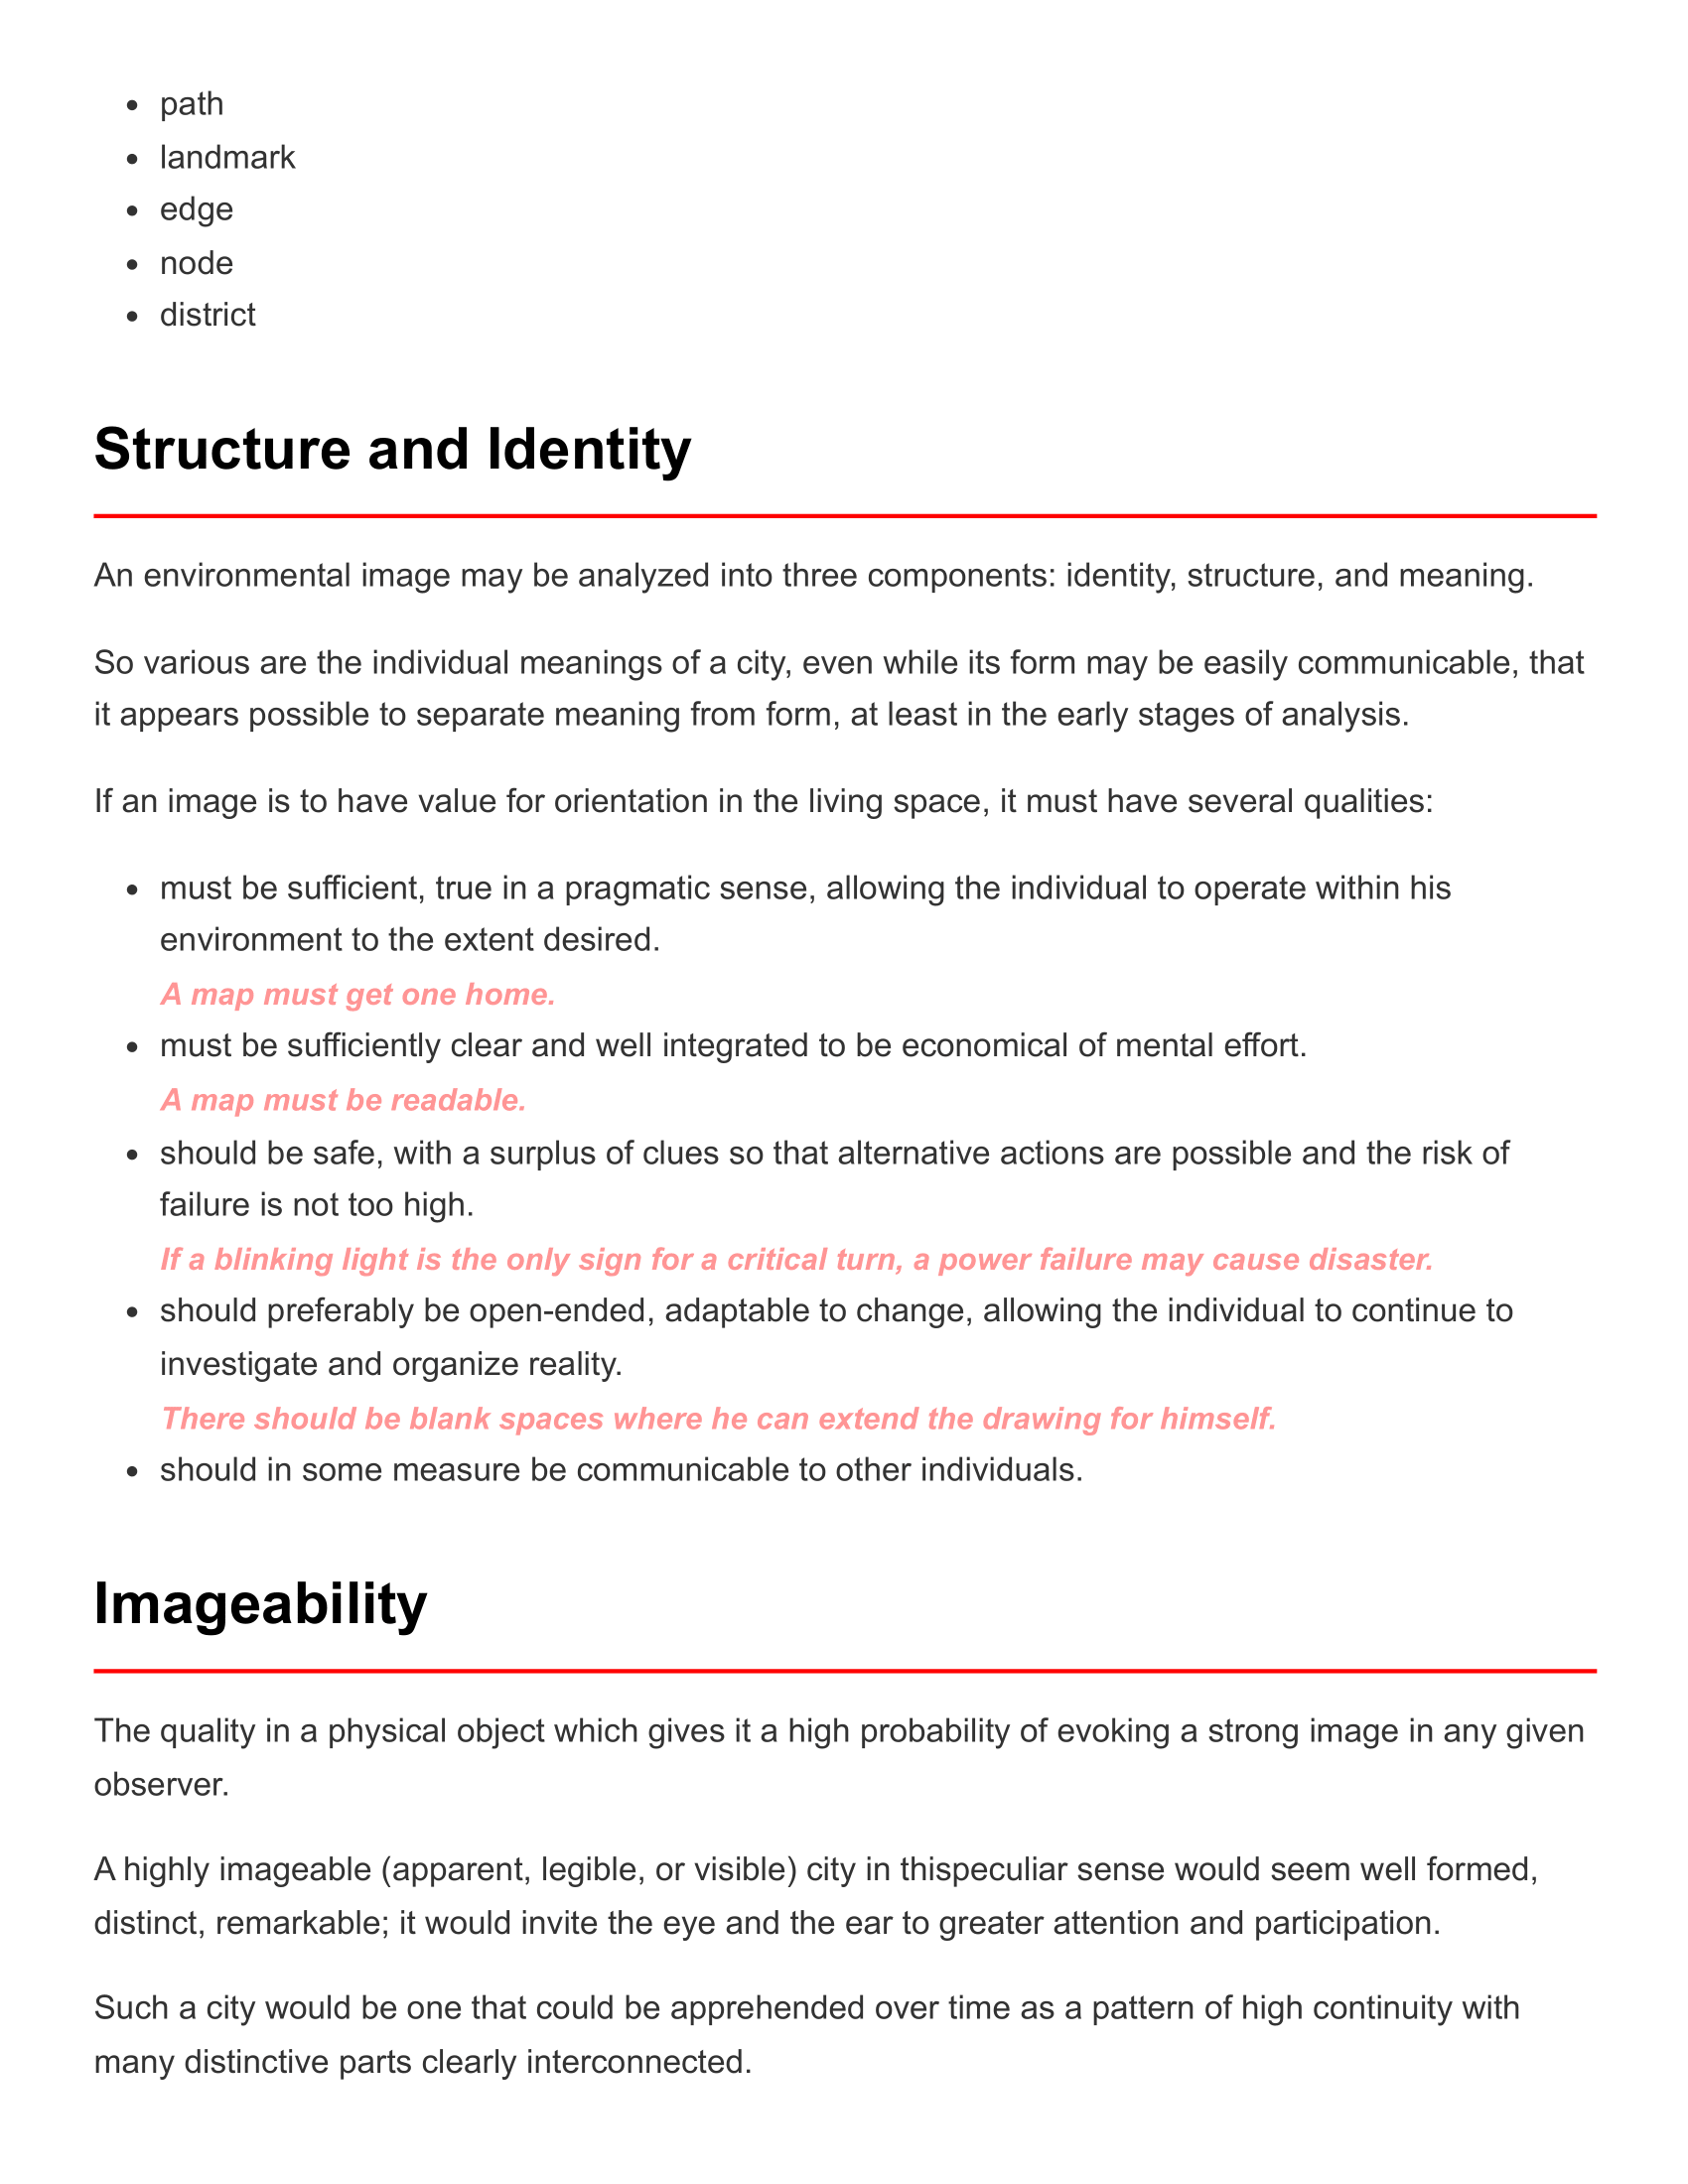 path
landmark
edge
node
district
Structure and Identity
An environmental image may be analyzed into three components: identity, structure, and meaning.
So various are the individual meanings of a city, even while its form may be easily communicable, that
it appears possible to separate meaning from form, at least in the early stages of analysis.
If an image is to have value for orientation in the living space, it must have several qualities:
must be sufficient, true in a pragmatic sense, allowing the individual to operate within his
environment to the extent desired.
A map must get one home.
must be sufficiently clear and well integrated to be economical of mental effort.
A map must be readable.
should be safe, with a surplus of clues so that alternative actions are possible and the risk of
failure is not too high.
If a blinking light is the only sign for a critical turn, a power failure may cause disaster.
should preferably be open-ended, adaptable to change, allowing the individual to continue to
investigate and organize reality.
There should be blank spaces where he can extend the drawing for himself.
should in some measure be communicable to other individuals.
Imageability
The quality in a physical object which gives it a high probability of evoking a strong image in any given
observer.
A highly imageable (apparent, legible, or visible) city in thispeculiar sense would seem well formed,
distinct, remarkable; it would invite the eye and the ear to greater attention and participation.
Such a city would be one that could be apprehended over time as a pattern of high continuity with
many distinctive parts clearly interconnected.